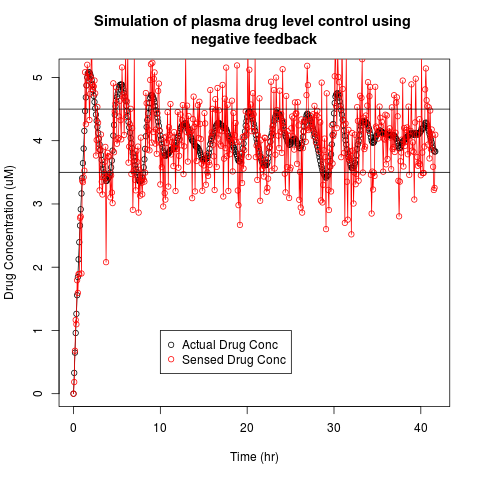 Simulation of plasma drug level control using
negative feedback
Drug Concentration (uM)
5
4
3
2
1
0
Actual Drug Conc
Sensed Drug Conc
0 10 20 30 40
Time (hr)